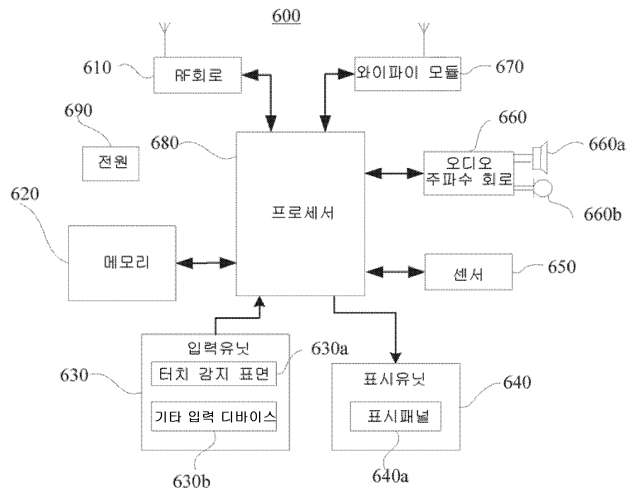 600
610
RF회로
와이파이 모듈
670
690
전원
680
프로세서
660
660a
오디오
주파수 회로
660b
620
메모리
센서
650
입력유닛
630
630a
터치 감지 표면
기타 입력 디바이스
630b
표시유닛
640
표시패널
640a